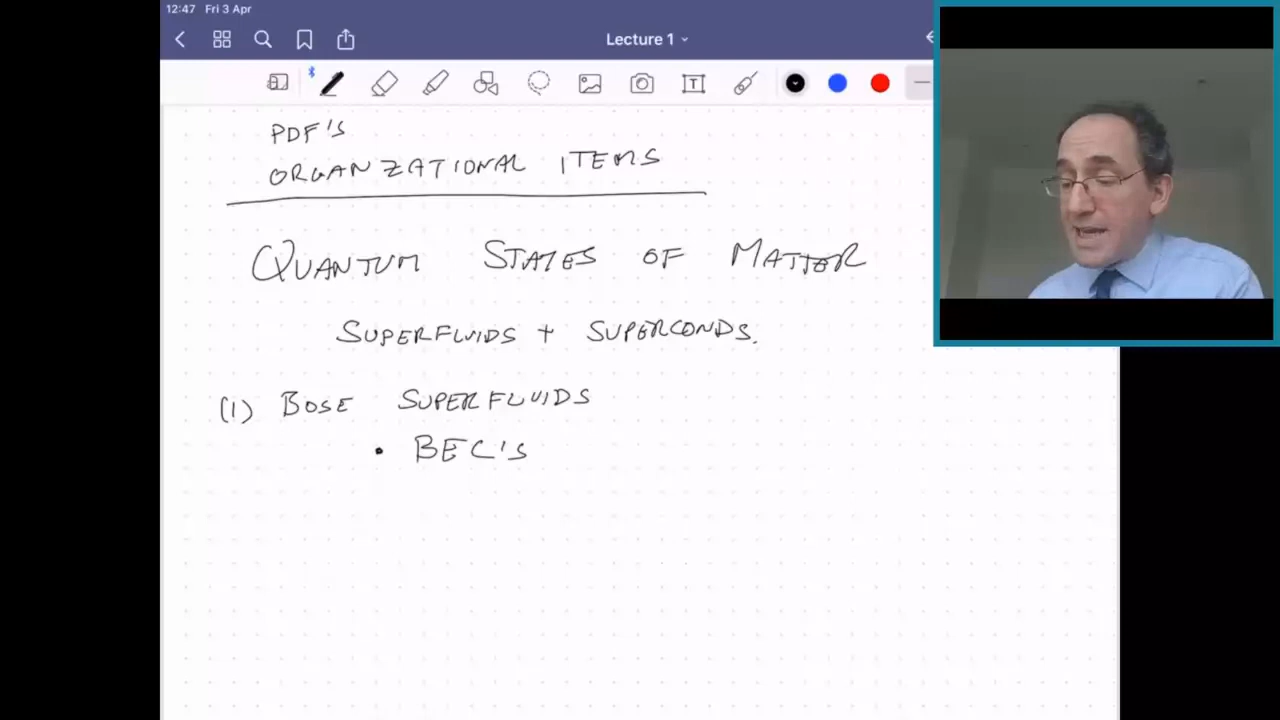 12:47 Fri 3 Apr
Lecture 1
T
PDF's
ORGANZATIONAL ITEMS
QUANTUM STATES OF MATTER
SUPERFLUIDS + SUPERCONDS.
(1) BOSE SUPERFLUIDS
• BEC'S